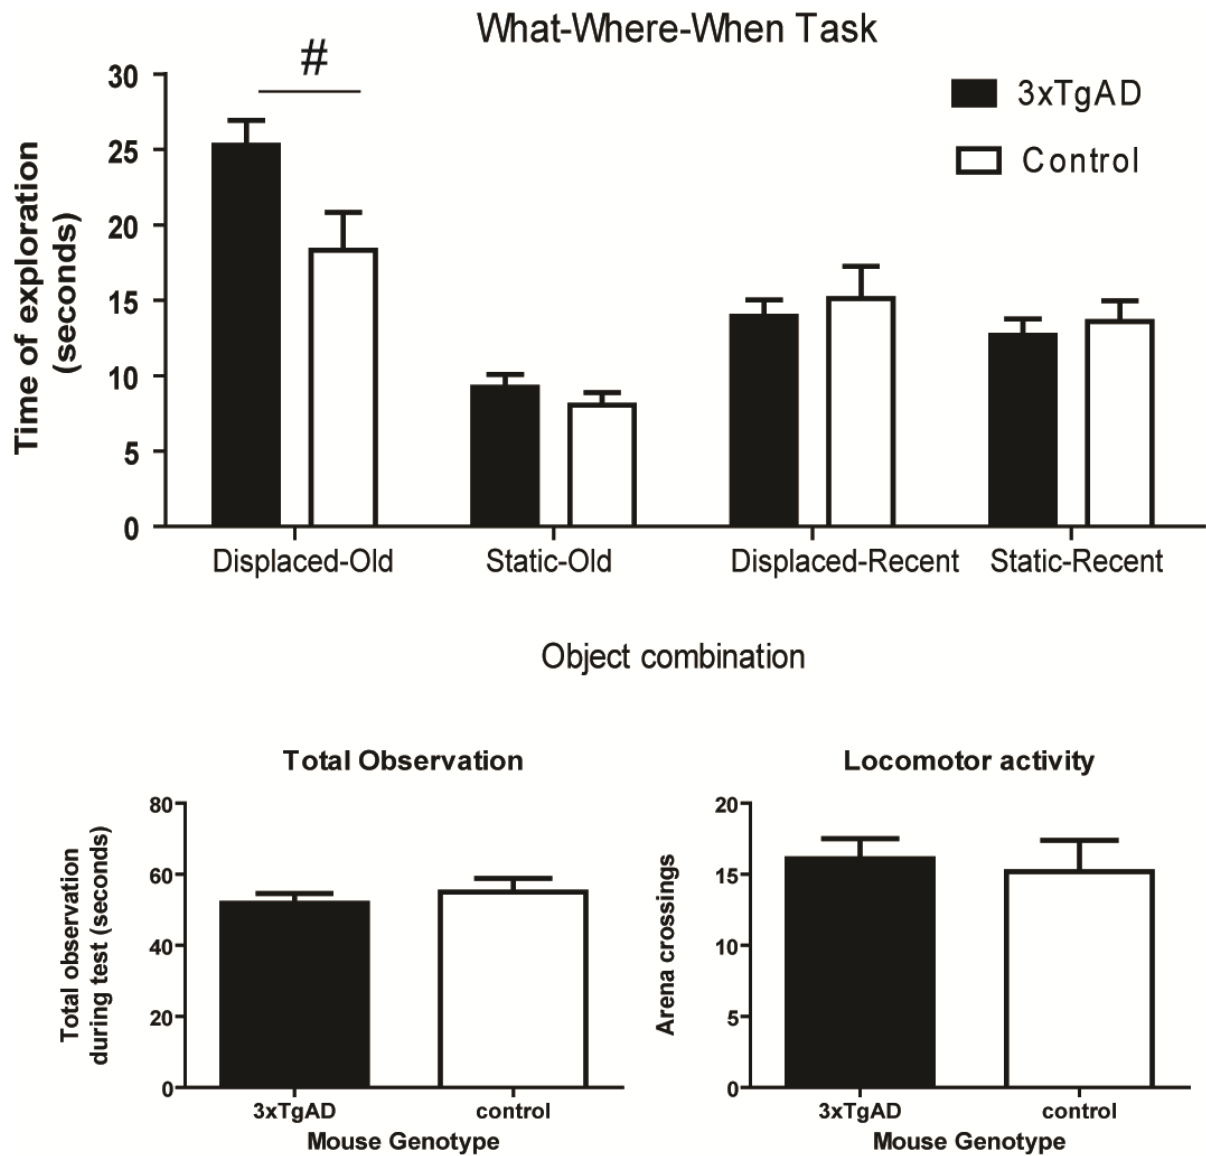 What-Where-When Task
#
3xTgAD
Control
Time of exploration
(seconds)
30
25
20
15
10
5
0
Displaced-Old
Static-Old
Displaced-Recent
Static-Recent
Object combination
Total Observation
Total observation
during test (seconds)
80
60
40
20
0
3xTgAD
control
Mouse Genotype
Locomotor activity
Arena crossings
20
15
10
5
0
3xTgAD
control
Mouse Genotype